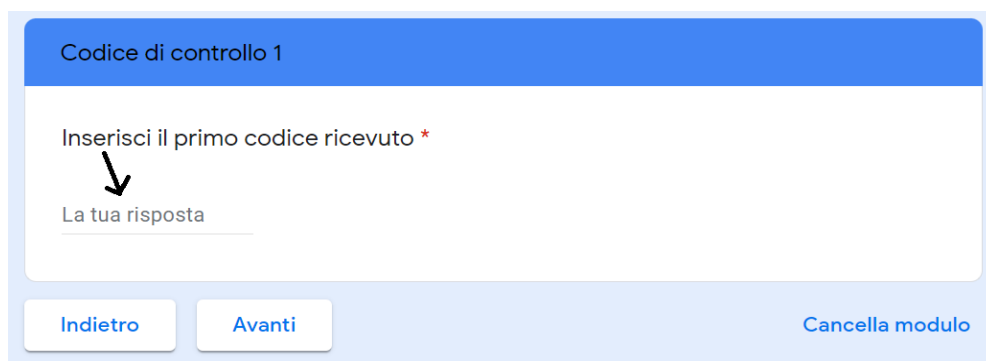 Codice di controllo 1
Inserisci il primo codice ricevuto *
La tua risposta
Indietro
Avanti
Cancella modulo